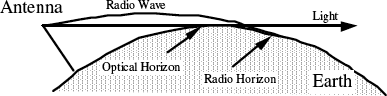 Antenna
Radio Wave
Light
Optical Horizon
Radio Horizon
Earth